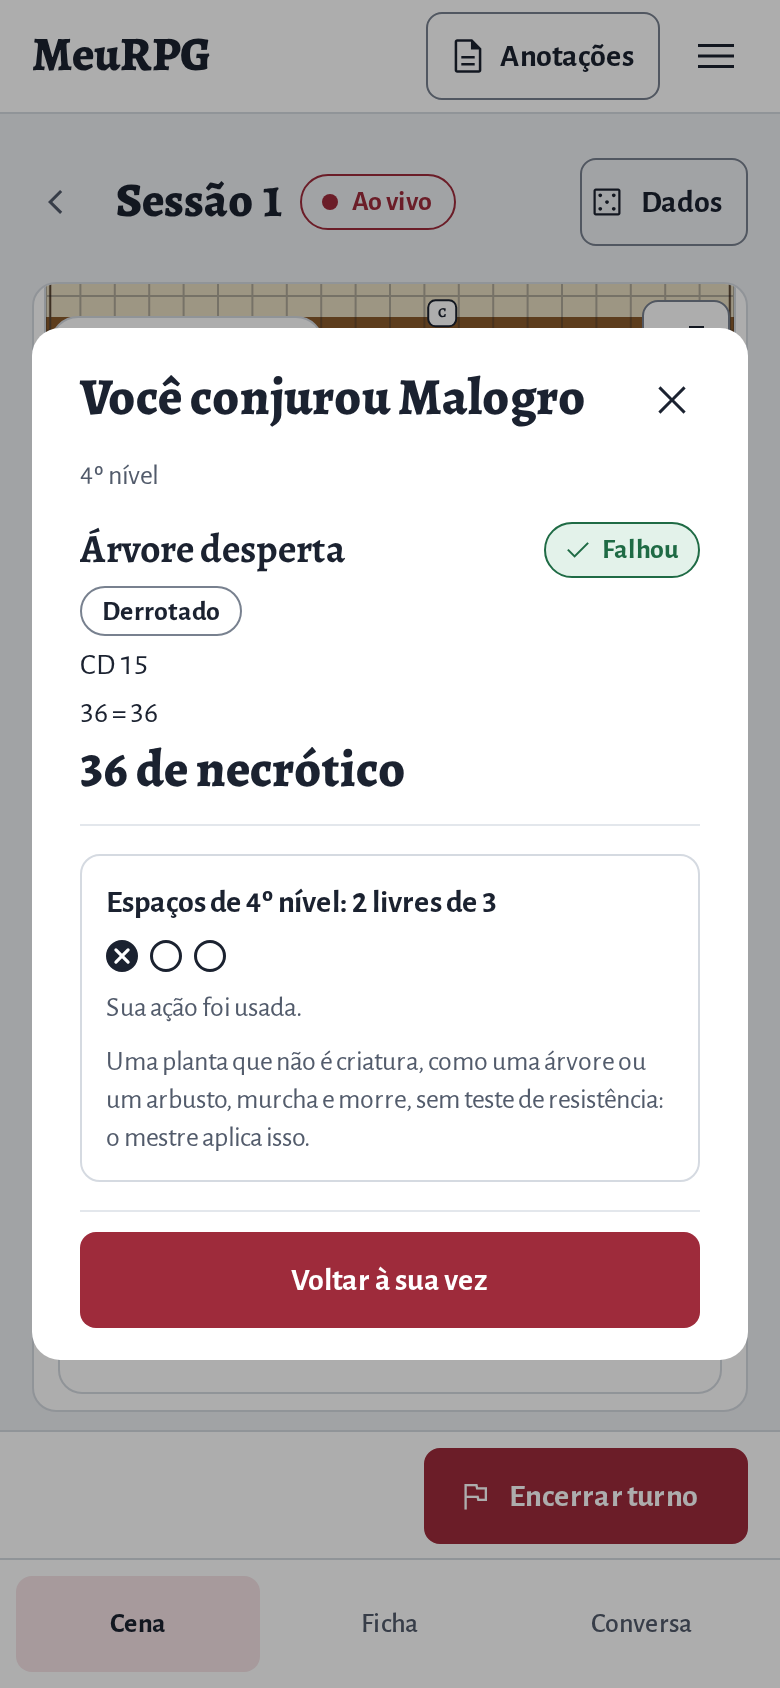 MeuRPG
Anotações
Sessão 1
Ao vivo
Dados
C
Você conjurou Malogro
4º nível
Árvore desperta
Falhou
Derrotado
CD 15
36 = 36
36 de necrótico
Espaços de 4º nível: 2 livres de 3
Sua ação foi usada.
Uma planta que não é criatura, como uma árvore ou
um arbusto, murcha e morre, sem teste de resistência:
o mestre aplica isso.
Voltar à sua vez
Encerrar turno
Cena
Ficha
Conversa